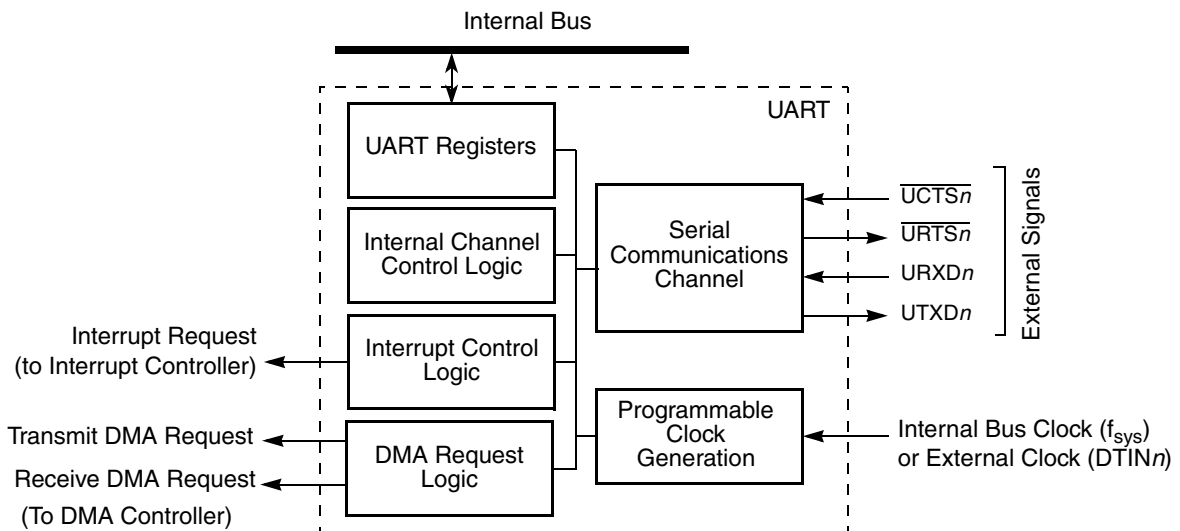 Internal Bus
UART
UART Registers
Internal Channel
Control Logic
Interrupt Control
Logic
DMA Request
Logic
Serial
Communications
Channel
Programmable
Clock
Generation
U̅C̅T̅S̅n̅
U̅R̅T̅S̅n̅
URXDn
UTXDn
External Signals
Interrupt Request
(to Interrupt Controller)
Transmit DMA Request
Receive DMA Request
(To DMA Controller)
Internal Bus Clock (fsys)
or External Clock (DTINn)